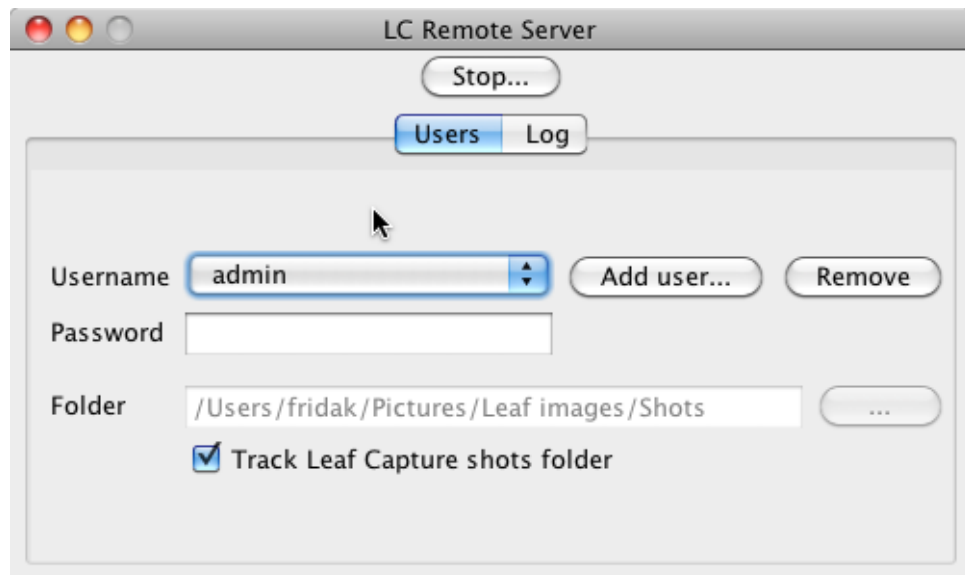 LC Remote Server
Stop...
Users Log
Username admin Add user... Remove
Password
Folder /Users/fridak/Pictures/Leaf images/Shots ...
Track Leaf Capture shots folder